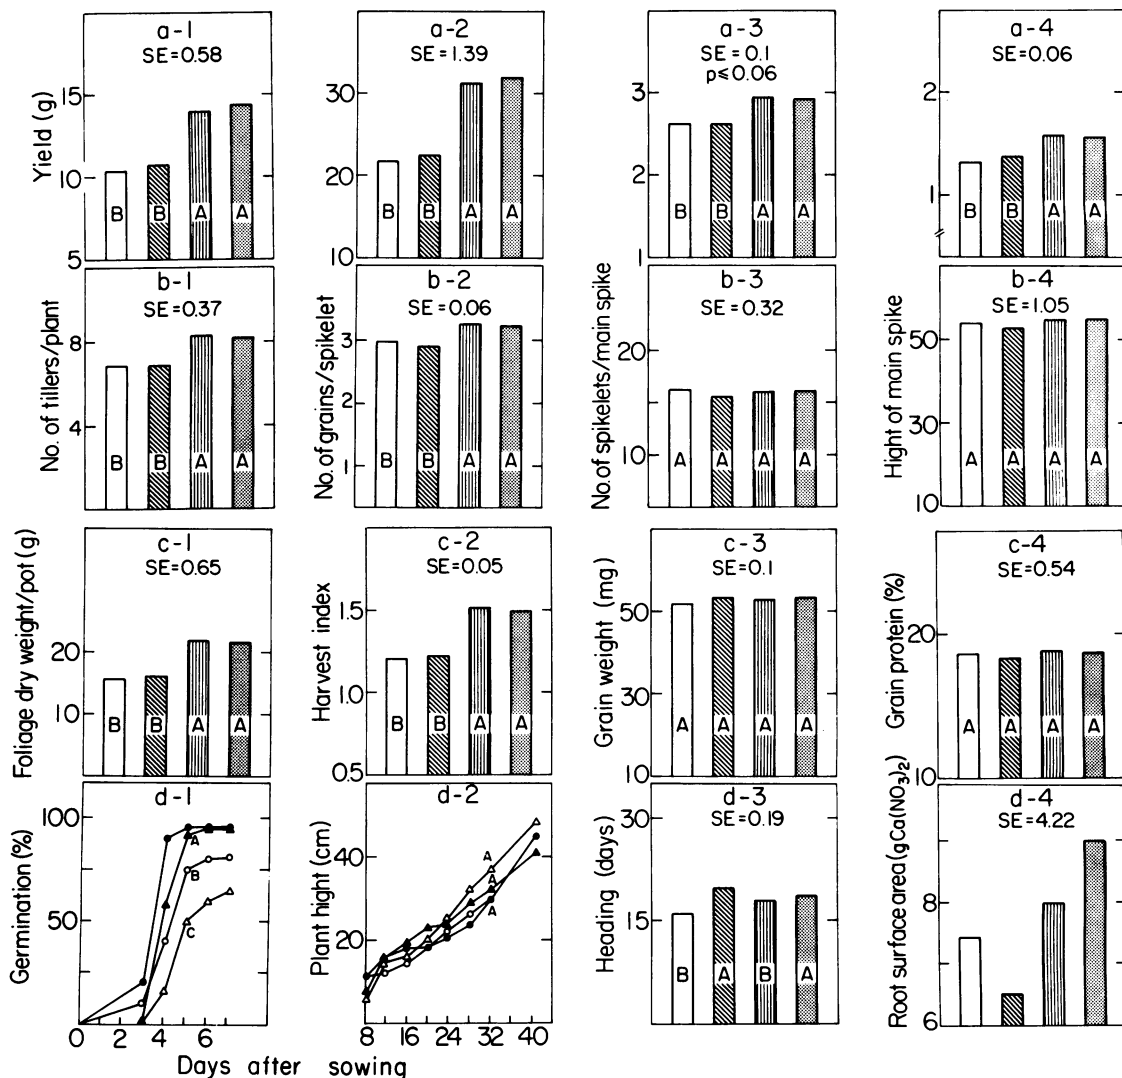 a-1
SE=0.58
Yield (g)
15
10
5
B
B
A
A
a-2
SE=1.39
30
20
10
B
B
A
A
a-3
SE=0.1
p≤0.06
3
2
1
B
B
A
A
a-4
SE=0.06
2
1
B
B
A
A
b-1
SE=0.37
No. of tillers/plant
8
4
B
B
A
A
b-2
SE=0.06
No. of grains/spikelet
3
2
1
B
B
A
A
b-3
SE=0.32
No. of spikelets/main spike
20
10
A
A
A
A
b-4
SE=1.05
Hight of main spike
50
30
10
A
A
A
A
c-1
SE=0.65
Foliage dry weight/pot (g)
20
10
B
B
A
A
c-2
SE=0.05
Harvest index
1.5
1.0
0.5
B
B
A
A
c-3
SE=0.1
Grain weight (mg)
50
30
10
A
A
A
A
c-4
SE=0.54
Grain protein (%)
20
10
A
A
A
A
d-1
Germination (%)
100
50
A
B
C
0 2 4 6
d-2
Plant hight (cm)
40
20
A
A
A
8 16 24 32 40
Days after sowing
d-3
SE=0.19
Heading (days)
30
15
B
A
B
A
d-4
SE=4.22
Root surface area (gCa(NO3)2)
8
6